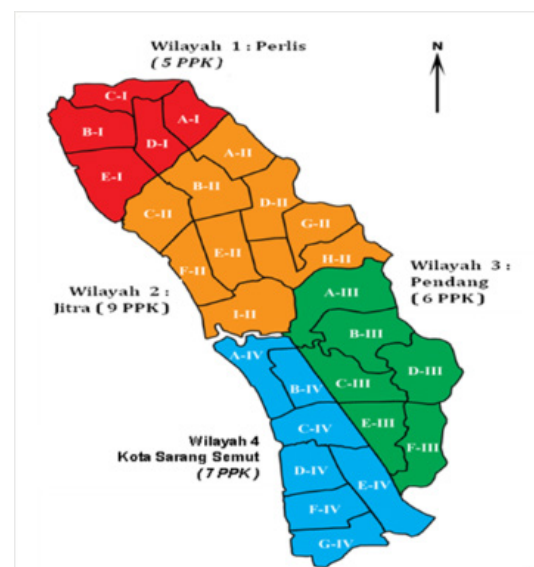 Wilayah 1 : Perlis
( 5 PPK )
N
C-I
A-I
B-I
D-I
E-I
A-II
B-II
D-II
C-II
G-II
E-II
H-II
F-II
I-II
Wilayah 2 :
Jitra ( 9 PPK )
Wilayah 3 :
Pendang
( 6 PPK )
A-III
B-III
D-III
C-III
E-III
F-III
A-IV
B-IV
C-IV
D-IV
E-IV
F-IV
G-IV
Wilayah 4
Kota Sarang Semut
(7 PPK )